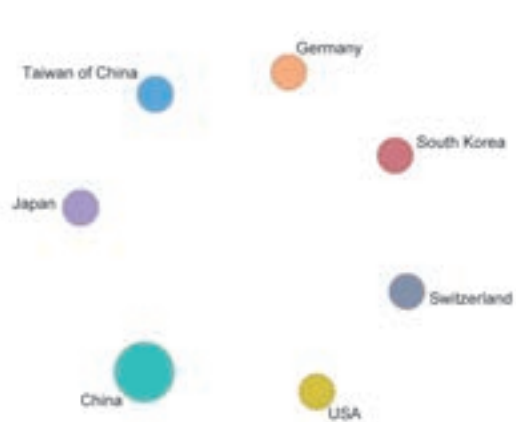 Germany
Taiwan of China
South Korea
Japan
Switzerland
China
USA